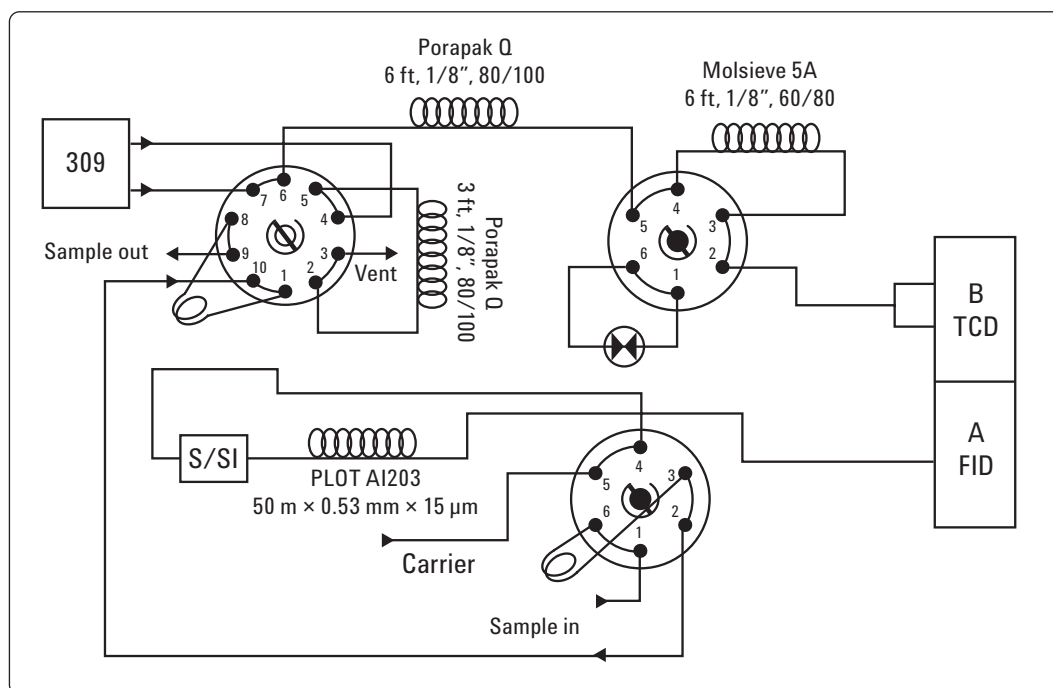 Porapak Q
6 ft, 1/8”, 80/100
Molsieve 5A
6 ft, 1/8”, 60/80
309
6
7
5
8
4
9
3
10
1
2
Sample out
Vent
Porapak Q
3 ft, 1/8”, 80/100
4
5
3
6
2
1
B
TCD
A
FID
S/SI
PLOT AI203
50 m × 0.53 mm × 15 µm
4
5
3
6
2
1
Carrier
Sample in